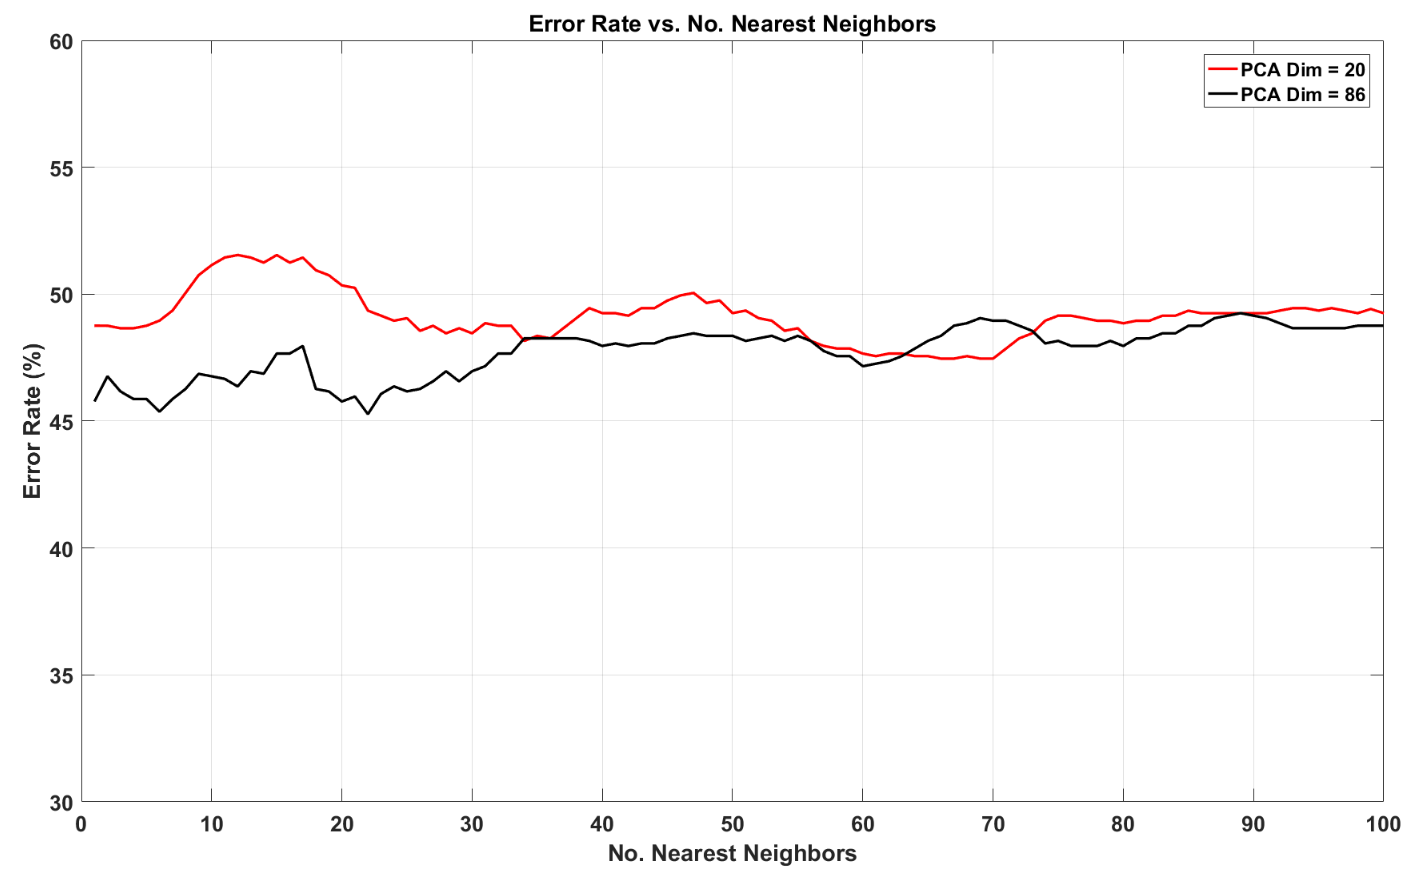 Error Rate vs. No. Nearest Neighbors
PCA Dim = 20
PCA Dim = 86
60
55
50
45
40
35
30
Error Rate (%)
0 10 20 30 40 50 60 70 80 90 100
No. Nearest Neighbors